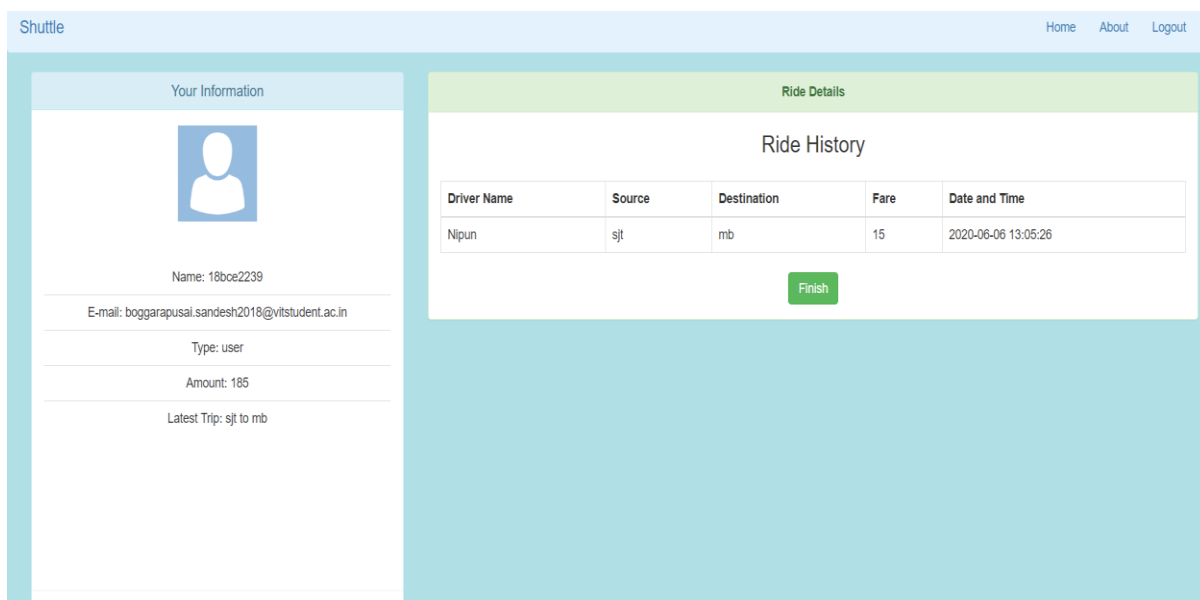 Shuttle Home About Logout
Your Information
Name: 18bce2239
E-mail: boggarapusai.sandesh2018@vitstudent.ac.in
Type: user
Amount: 185
Latest Trip: sjt to mb
Ride Details
Ride History
Driver Name Source Destination Fare Date and Time
Nipun sjt mb 15 2020-06-06 13:05:26
Finish